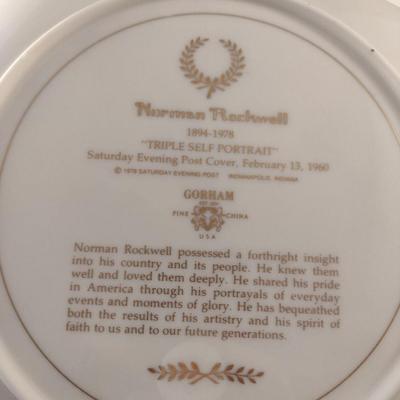 Norman Rockwell
1894-1978
"TRIPLE SELF PORTRAIT"
Saturday Evening Post Cover, February 13, 1960
© 1978 SATURDAY EVENING POST INDIANAPOLIS, INDIANA
GORHAM
FINE CHINA
USA
Norman Rockwell possessed a forthright insight
into his country and its people. He knew them
well and loved them deeply. He shared his pride
in America through his portrayals of everyday
events and moments of glory. He has bequeathed
both the results of his artistry and his spirit of
faith to us and to our future generations.